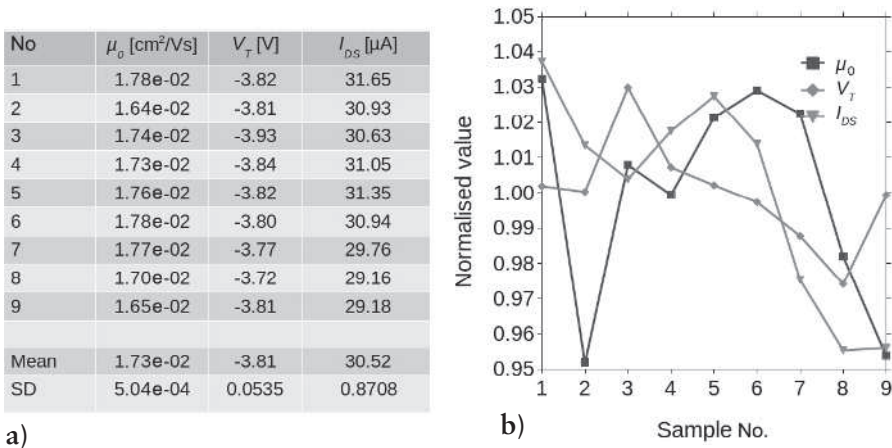 No μ₀ [cm²/Vs] V_T [V] I_DS [µA]
1 1.78e-02 -3.82 31.65
2 1.64e-02 -3.81 30.93
3 1.74e-02 -3.93 30.63
4 1.73e-02 -3.84 31.05
5 1.76e-02 -3.82 31.35
6 1.78e-02 -3.80 30.94
7 1.77e-02 -3.77 29.76
8 1.70e-02 -3.72 29.16
9 1.65e-02 -3.81 29.18
Mean 1.73e-02 -3.81 30.52
SD 5.04e-04 0.0535 0.8708
a)
1.05
1.04
1.03
1.02
1.01
1.00
0.99
0.98
0.97
0.96
0.95
Normalised value
μ₀
V_T
I_DS
1 2 3 4 5 6 7 8 9
Sample No.
b)